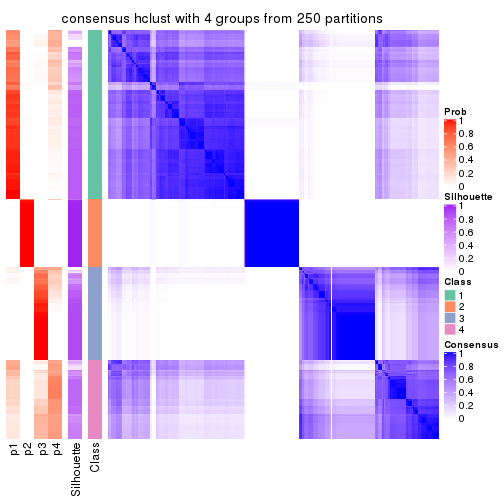 consensus hclust with 4 groups from 250 partitions
Prob
1
0.8
0.6
0.4
0.2
0
Silhouette
1
0.8
0.6
0.4
0.2
0
Class
1
2
3
4
Consensus
1
0.8
0.6
0.4
0.2
0
p1
p2
p3
p4
Silhouette
Class